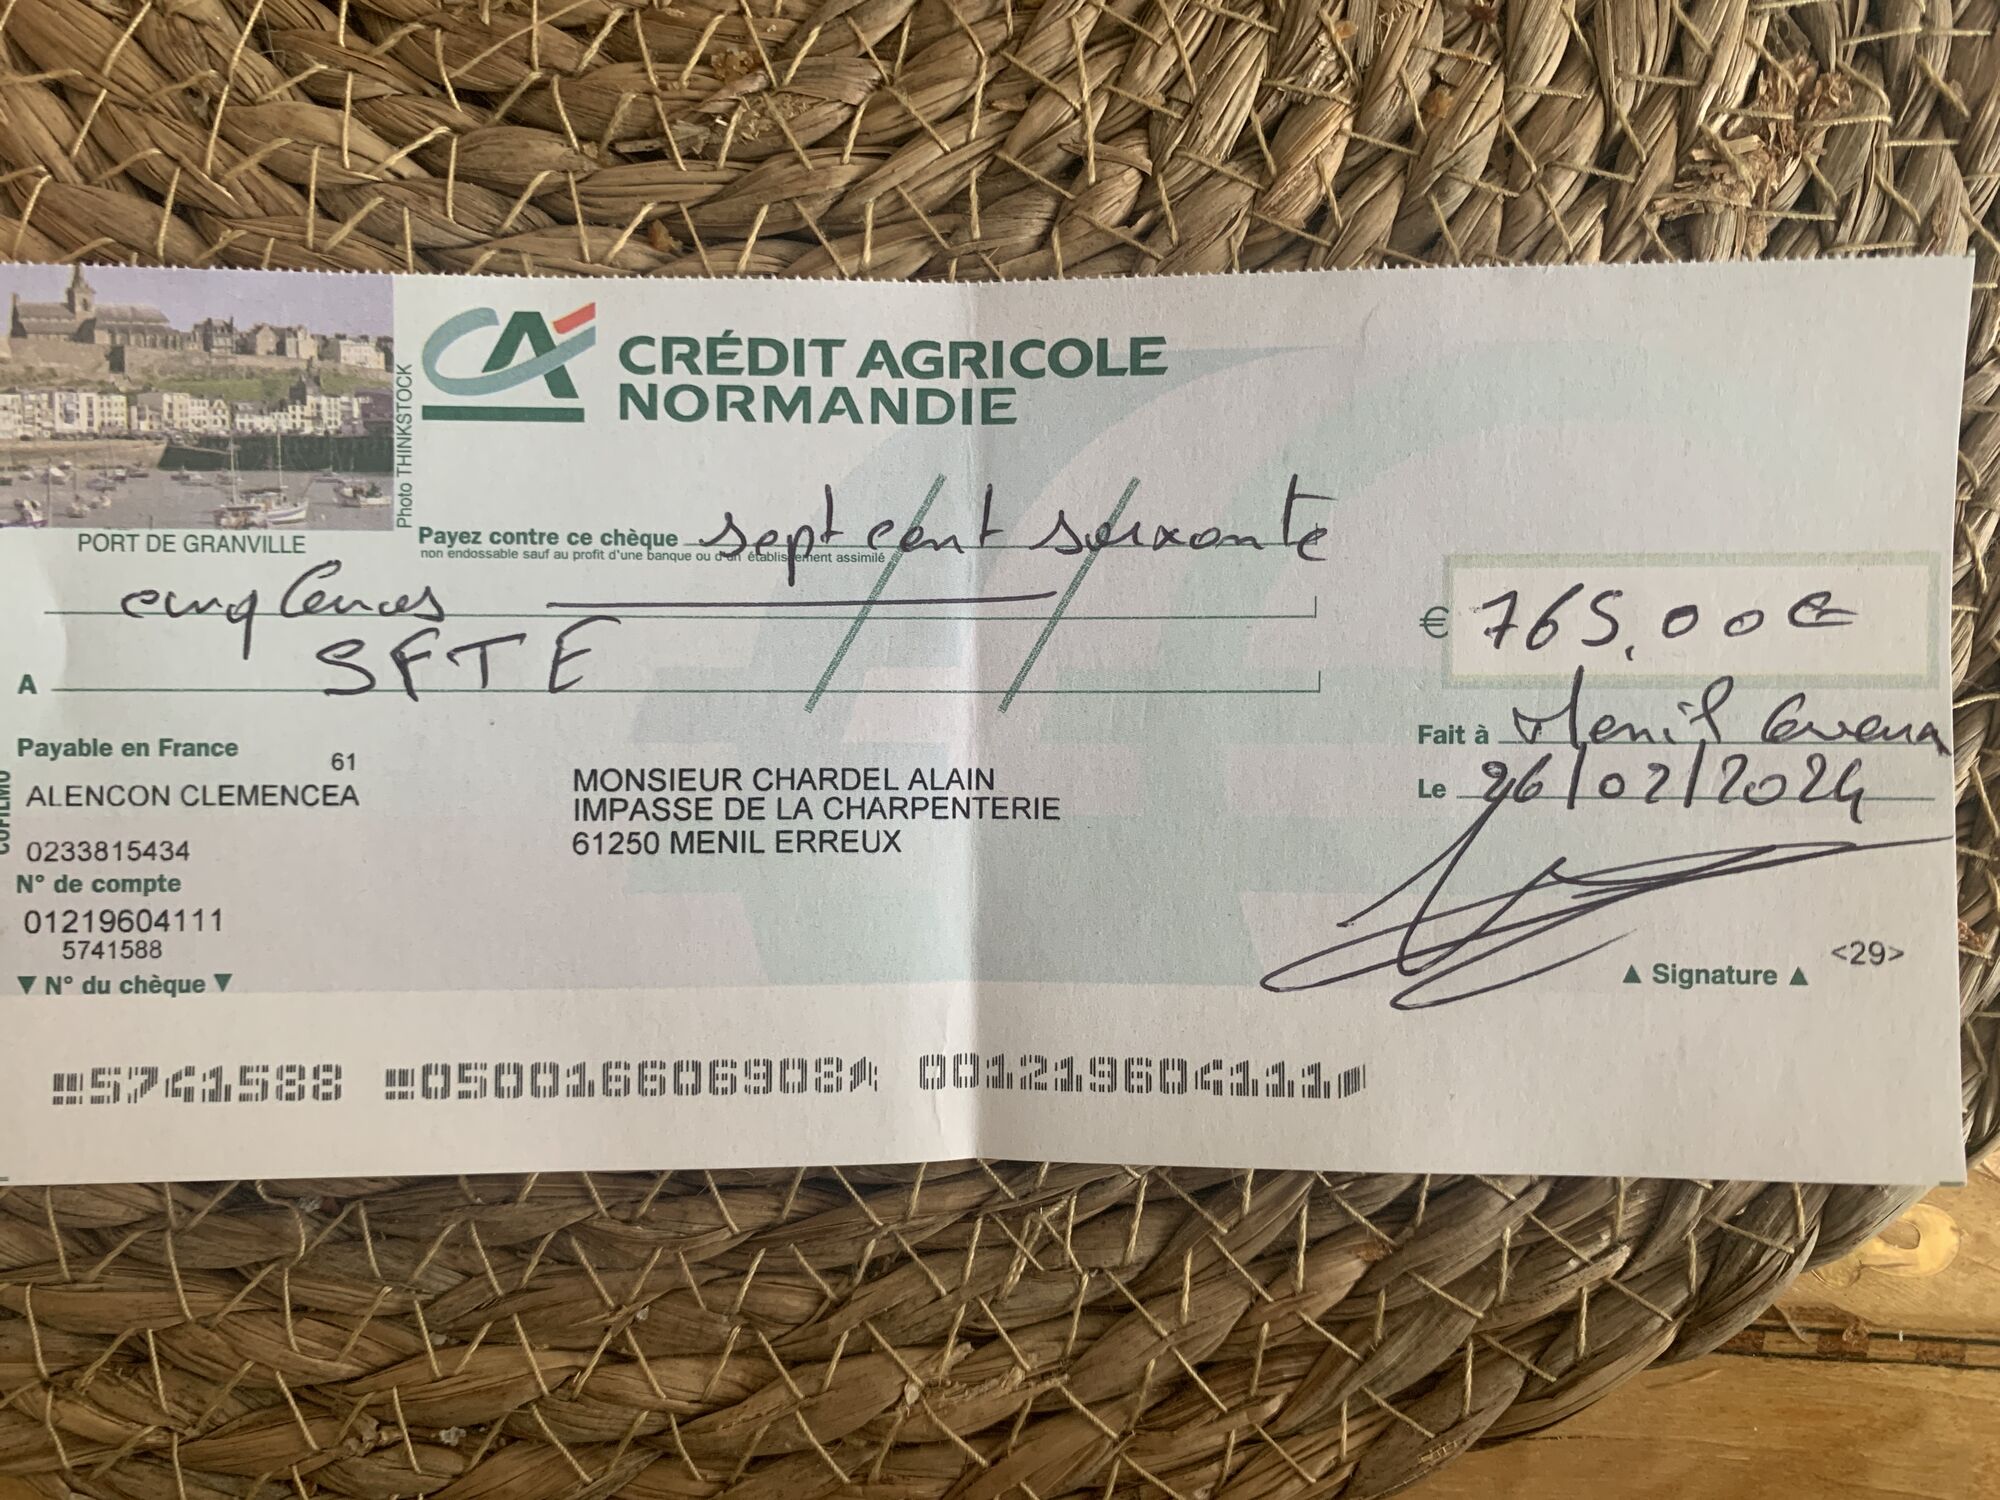 CRÉDIT AGRICOLE
NORMANDIE
Photo THINKSTOCK
PORT DE GRANVILLE
Payez contre ce chèque sept cent soixante
non endossable sauf au profit d'une banque ou d'un établissement assimilé
cinq euros
€ 765,00 €
A SFTE
Payable en France
61
ALENCON CLEMENCEA
0233815434
N° de compte
01219604111
5741588
▼ N° du chèque ▼
MONSIEUR CHARDEL ALAIN
IMPASSE DE LA CHARPENTERIE
61250 MENIL ERREUX
Fait à Menil
Le 26/02/2024
▲ Signature ▲
<29>
5741588 050016606908 001219604111